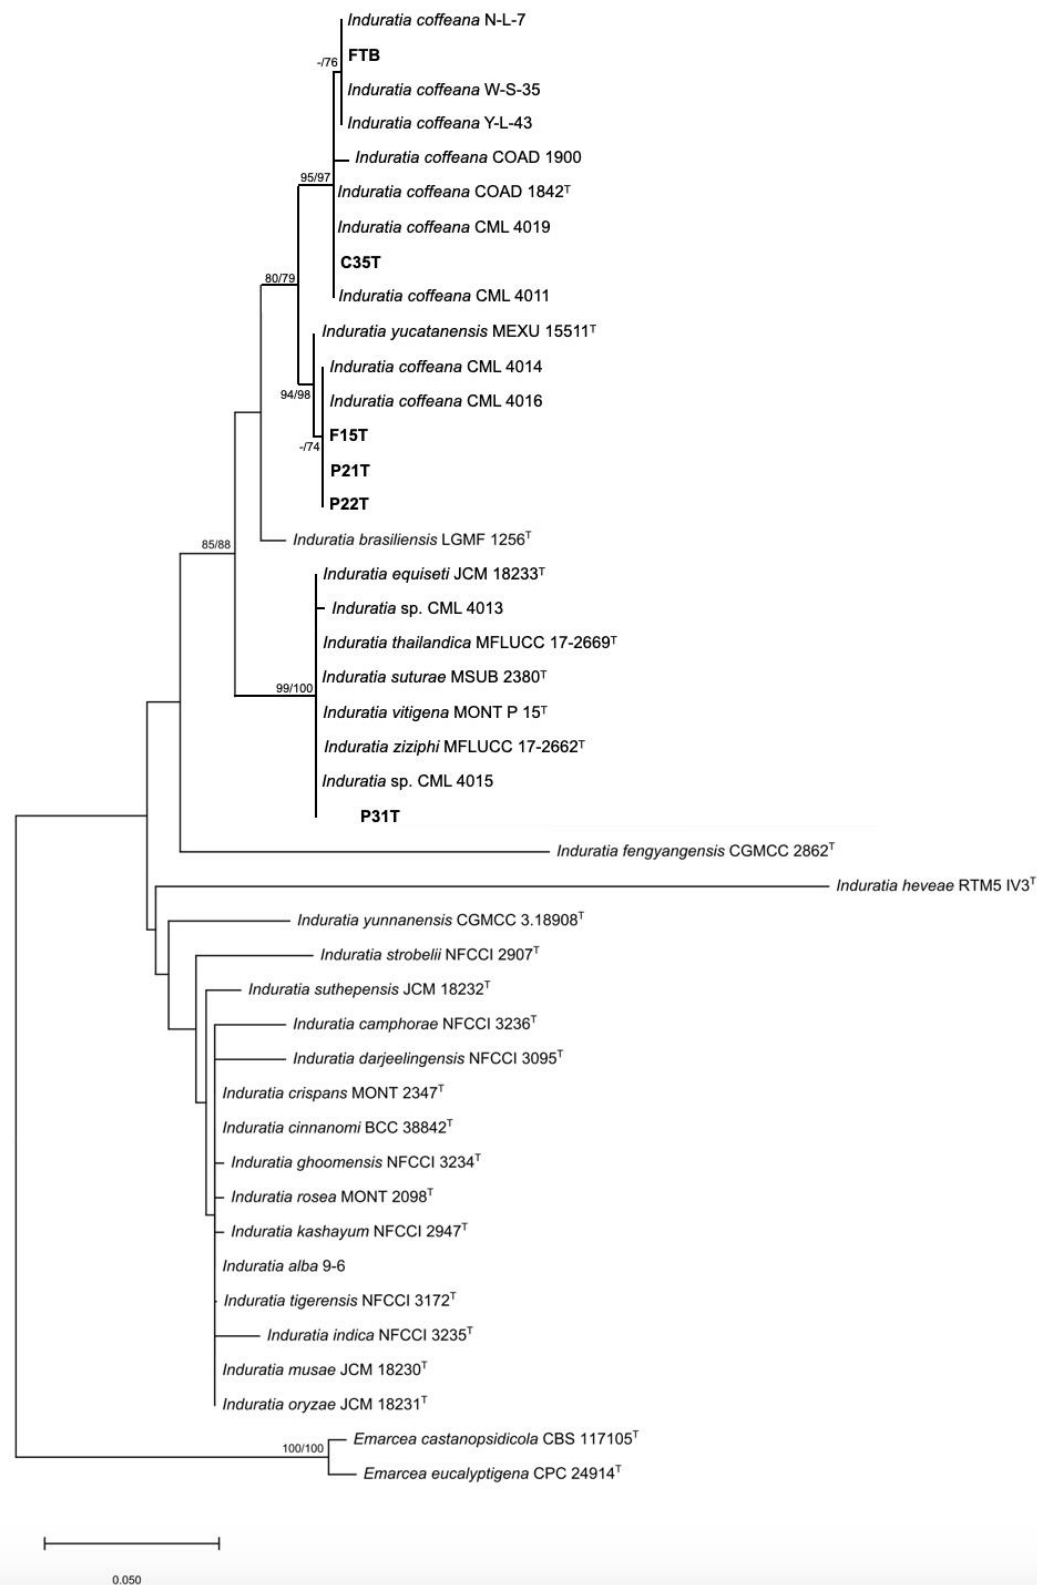 Induratia coffeana N-L-7
FTB
-/76
Induratia coffeana W-S-35
Induratia coffeana Y-L-43
Induratia coffeana COAD 1900
95/97
Induratia coffeana COAD 1842ᵀ
Induratia coffeana CML 4019
C35T
80/79
Induratia coffeana CML 4011
Induratia yucatanensis MEXU 15511ᵀ
Induratia coffeana CML 4014
94/98
Induratia coffeana CML 4016
F15T
-/74
P21T
P22T
Induratia brasiliensis LGMF 1256ᵀ
85/88
Induratia equiseti JCM 18233ᵀ
Induratia sp. CML 4013
Induratia thailandica MFLUCC 17-2669ᵀ
Induratia suturae MSUB 2380ᵀ
99/100
Induratia vitigena MONT P 15ᵀ
Induratia ziziphi MFLUCC 17-2662ᵀ
Induratia sp. CML 4015
P31T
Induratia fengyangensis CGMCC 2862ᵀ
Induratia heveae RTM5 IV3ᵀ
Induratia yunnanensis CGMCC 3.18908ᵀ
Induratia strobelii NFCCI 2907ᵀ
Induratia suthepensis JCM 18232ᵀ
Induratia camphorae NFCCI 3236ᵀ
Induratia darjeelingensis NFCCI 3095ᵀ
Induratia crispans MONT 2347ᵀ
Induratia cinnanomi BCC 38842ᵀ
Induratia ghoomensis NFCCI 3234ᵀ
Induratia rosea MONT 2098ᵀ
Induratia kashayum NFCCI 2947ᵀ
Induratia alba 9-6
Induratia tigerensis NFCCI 3172ᵀ
Induratia indica NFCCI 3235ᵀ
Induratia musae JCM 18230ᵀ
Induratia oryzae JCM 18231ᵀ
Emarcea castanopsidicola CBS 117105ᵀ
100/100
Emarcea eucalyptigena CPC 24914ᵀ
0.050